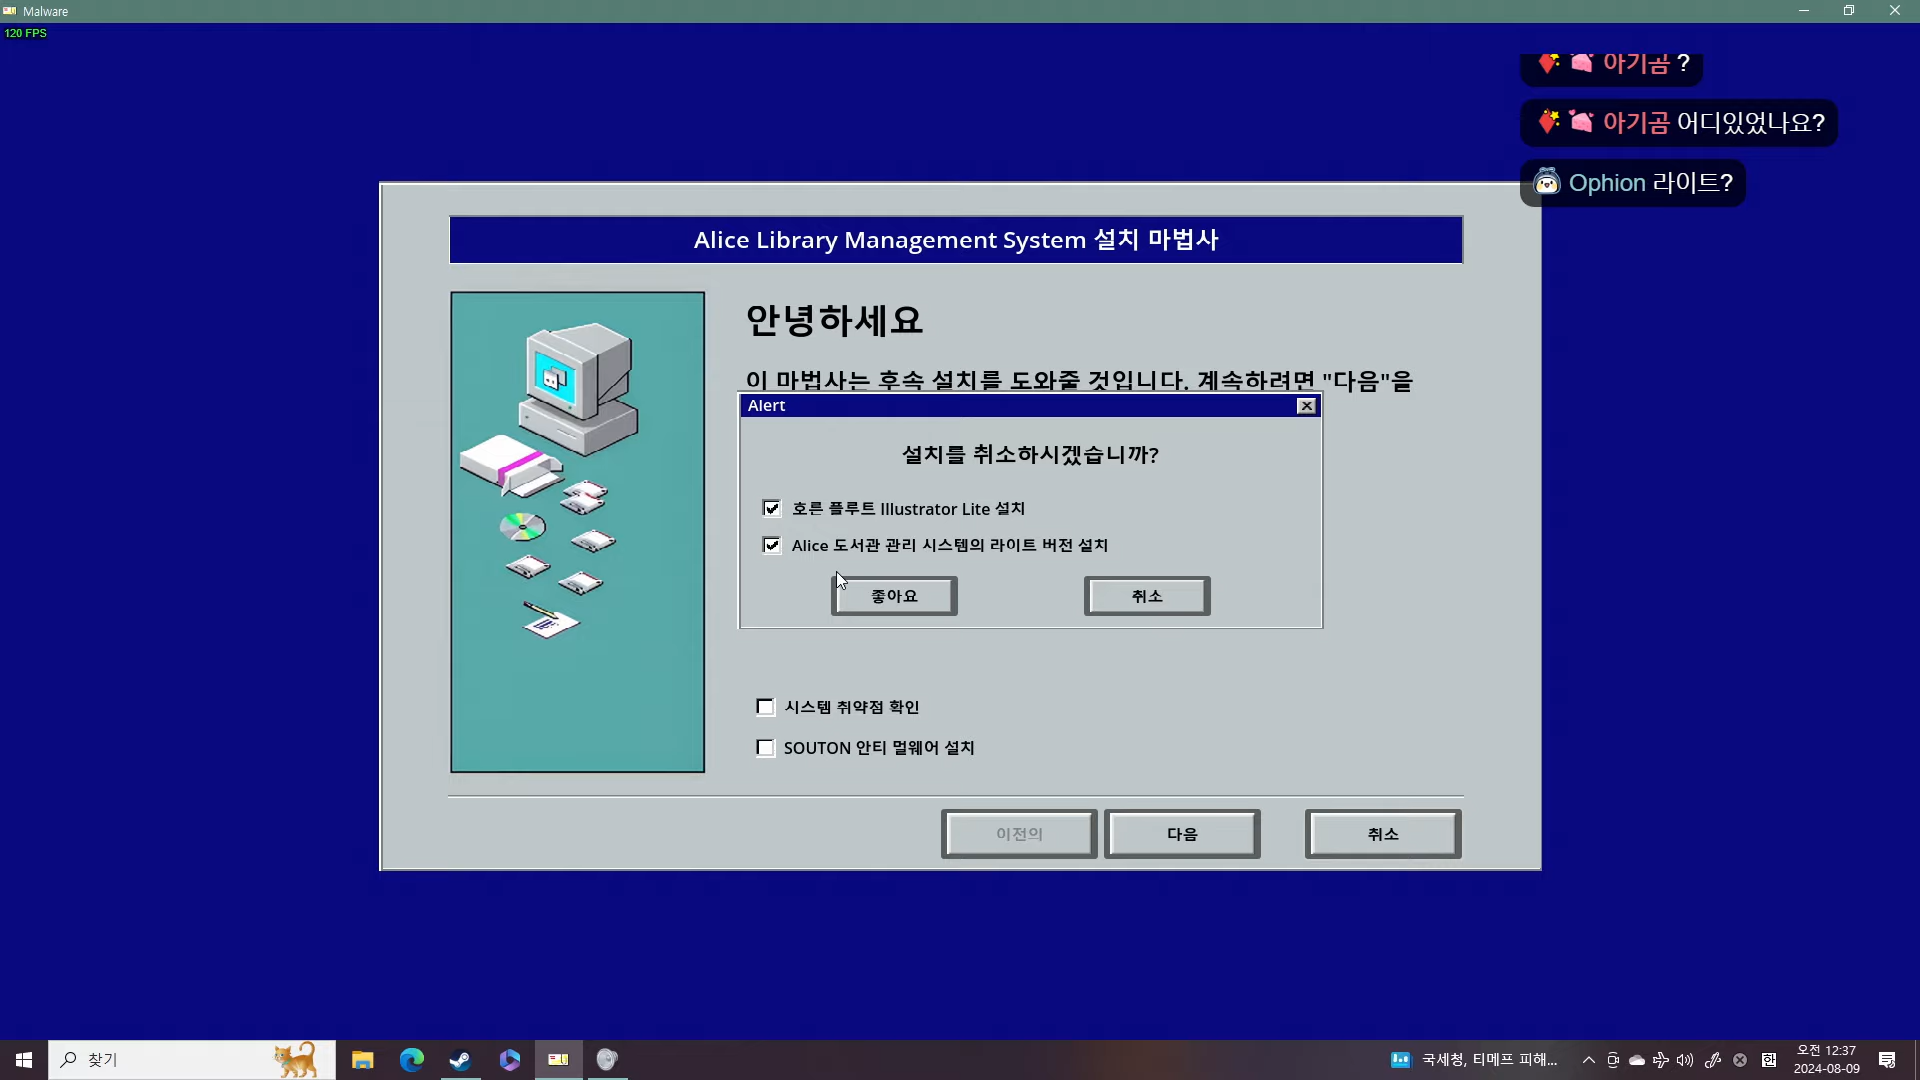 Malware
120 FPS
아기곰 ?
아기곰 어디있었나요?
Ophion 라이트?
Alice Library Management System 설치 마법사
안녕하세요
이 마법사는 후속 설치를 도와줄 것입니다. 계속하려면 "다음"을
Alert
설치를 취소하시겠습니까?
호른 플루트 Illustrator Lite 설치
Alice 도서관 관리 시스템의 라이트 버전 설치
좋아요
취소
시스템 취약점 확인
SOUTON 안티 멀웨어 설치
이전의
다음
취소
찾기
국세청, 티메프 피해...
한
오전 12:37
2024-08-09